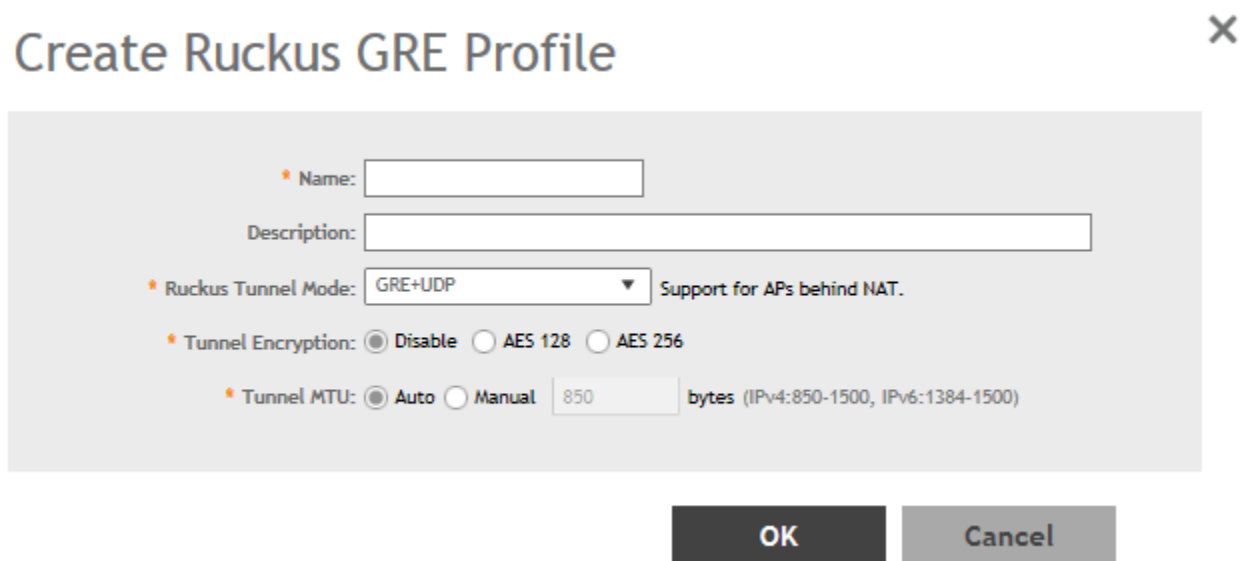 Create Ruckus GRE Profile
* Name:
Description:
* Ruckus Tunnel Mode: GRE+UDP ▼ Support for APs behind NAT.
* Tunnel Encryption: Disable AES 128 AES 256
* Tunnel MTU: Auto Manual 850 bytes (IPv4:850-1500, IPv6:1384-1500)
OK Cancel